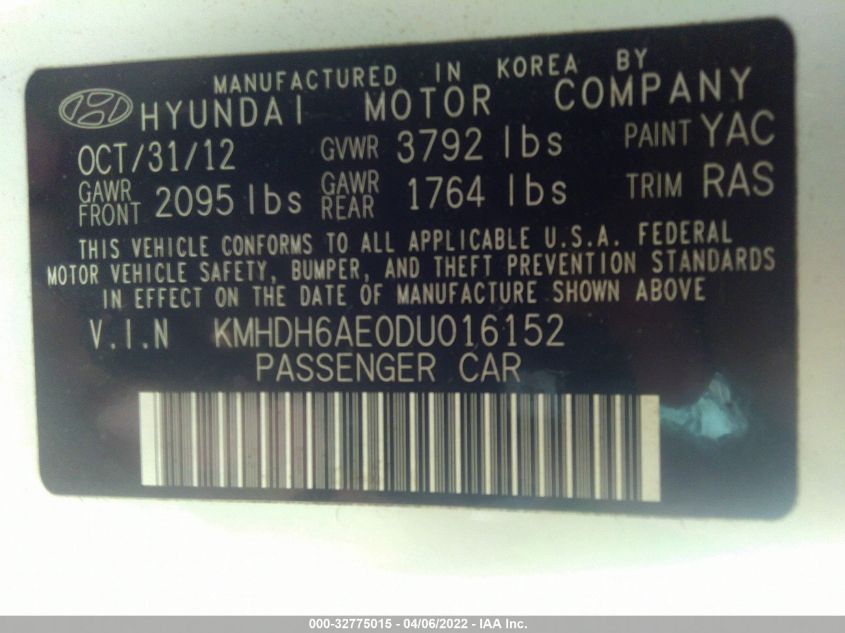 MANUFACTURED IN KOREA BY
HYUNDAI MOTOR COMPANY
OCT/31/12 GVWR 3792 lbs PAINT YAC
GAWR FRONT 2095 lbs GAWR REAR 1764 lbs TRIM RAS
THIS VEHICLE CONFORMS TO ALL APPLICABLE U.S.A. FEDERAL
MOTOR VEHICLE SAFETY, BUMPER, AND THEFT PREVENTION STANDARDS
IN EFFECT ON THE DATE OF MANUFACTURE SHOWN ABOVE
V.I.N KMHDH6AE0DU016152
PASSENGER CAR
000-32775015 - 04/06/2022 - IAA Inc.